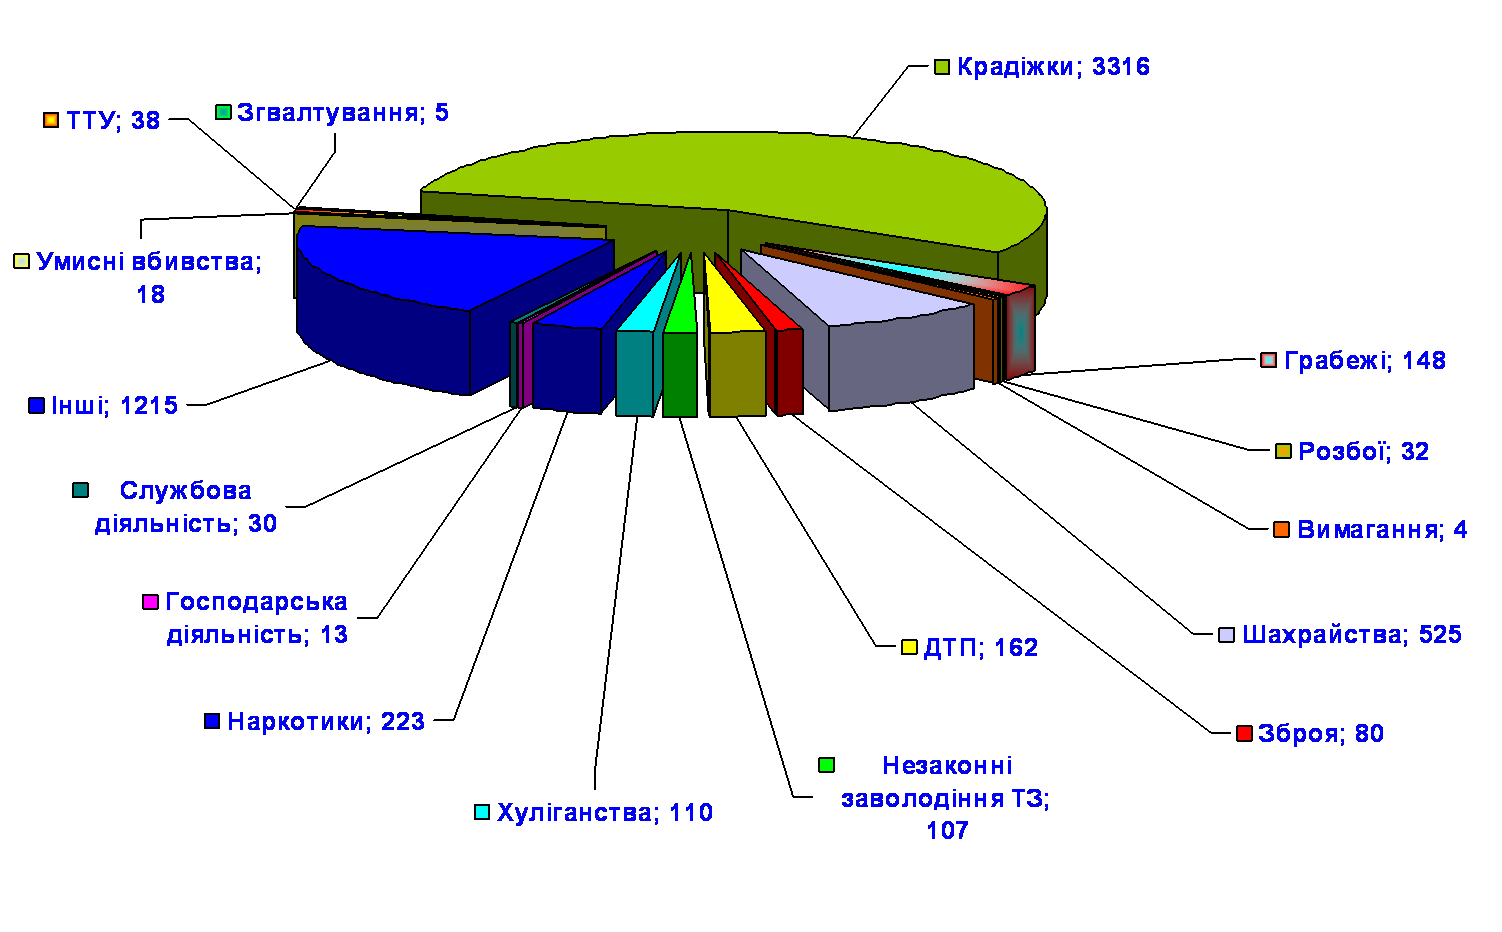 Крадіжки; 3316
Згвалтування; 5
ТТУ; 38
Умисні вбивства;
18
Грабежі; 148
Інші; 1215
Розбої; 32
Службова
діяльність; 30
Вимагання; 4
Господарська
діяльність; 13
Шахрайства; 525
ДТП; 162
Наркотики; 223
Зброя; 80
Незаконні
заволодіння ТЗ;
107
Хуліганства; 110